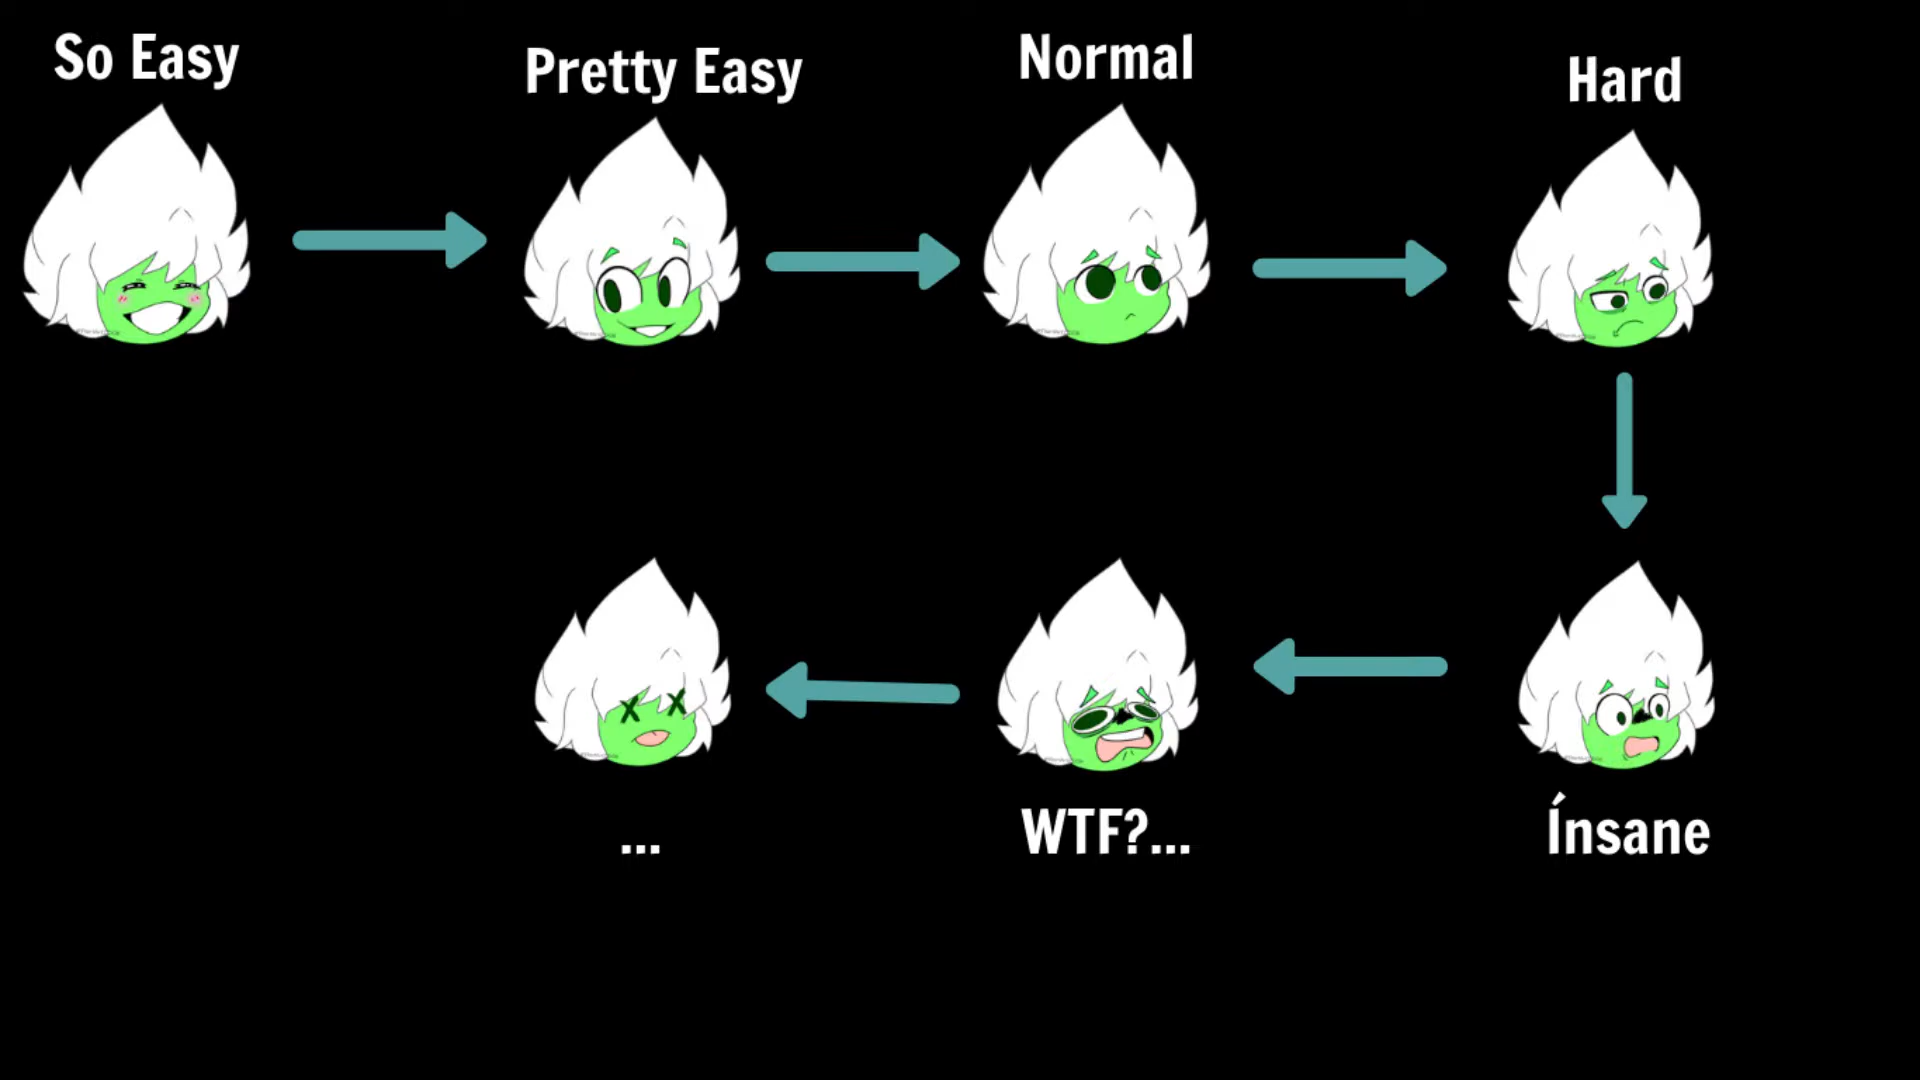 So Easy
Pretty Easy
Normal
Hard
Ínsane
WTF?...
...